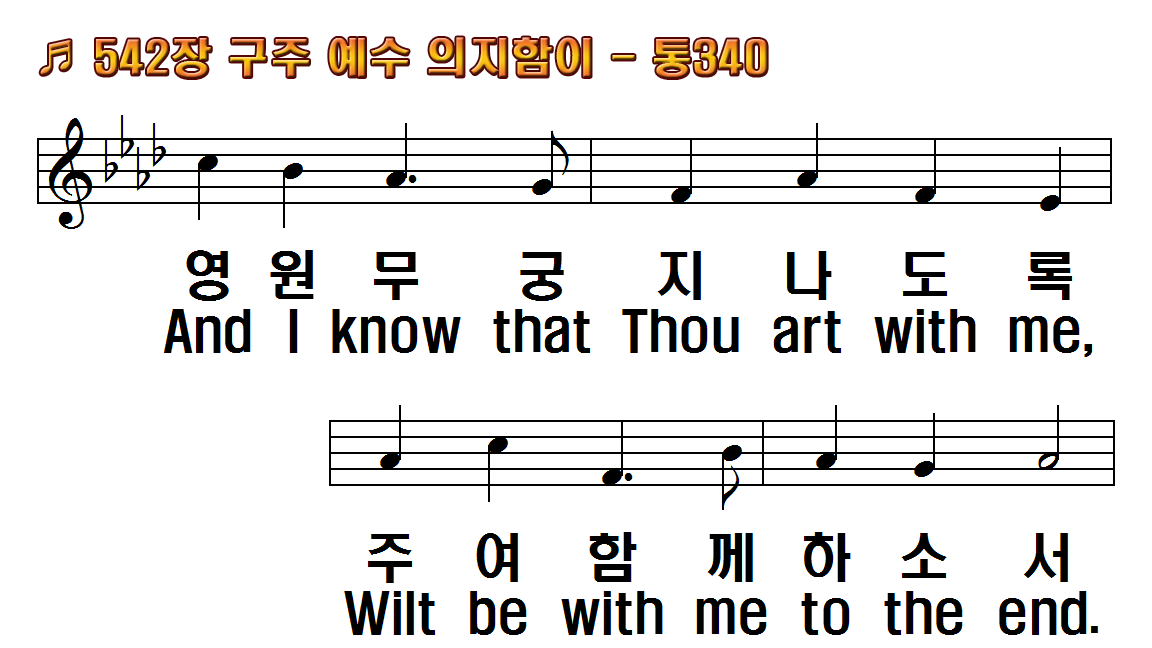 ♬ 542장 구주 예수 의지함이 - 통340
영 원 무 궁 지 나 도 록
And I know that Thou art with me,
주 여 함 께 하 소 서
Wilt be with me to the end.